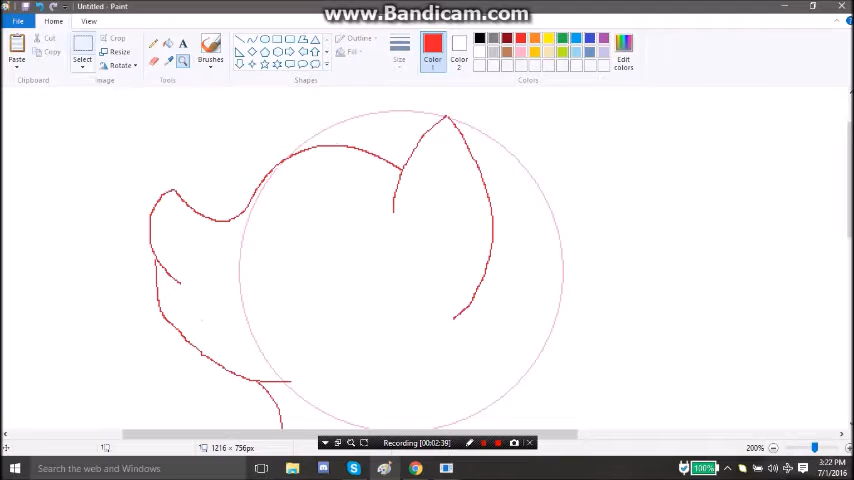 www.Bandicam.com
Untitled - Paint
File Home View
Paste
Cut
Copy
Clipboard
Select
Crop
Resize
Rotate
Image
A
Tools
Brushes
Outline
Fill
Shapes
Size
Color
1
Color
2
Edit
colors
Colors
1216 × 756px
Recording [00:02:39]
200%
Search the web and Windows
100%
3:22 PM
7/1/2016